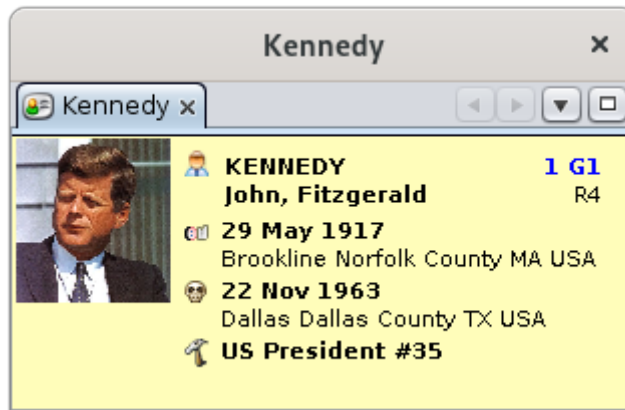 Kennedy
Kennedy
KENNEDY 1 G1
John, Fitzgerald R4
29 May 1917
Brookline Norfolk County MA USA
22 Nov 1963
Dallas Dallas County TX USA
US President #35